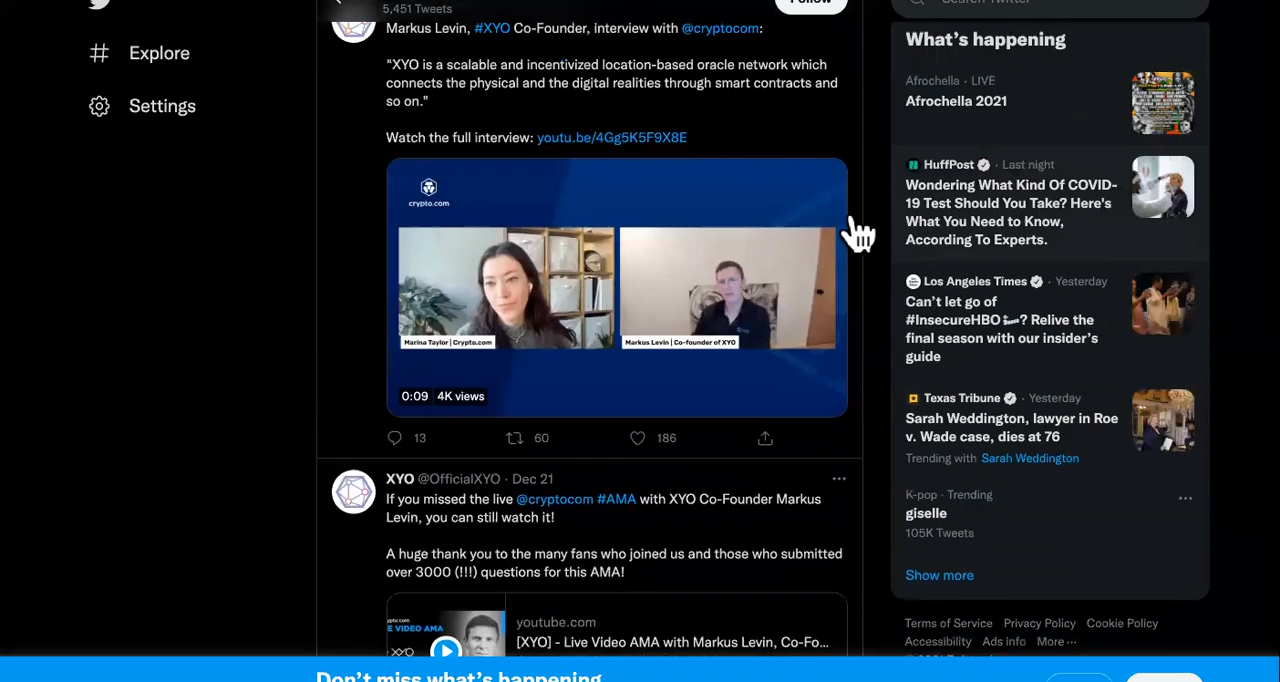 5,451 Tweets
Follow
Search Twitter
Explore
Settings
Markus Levin, #XYO Co-Founder, interview with @cryptocom:
"XYO is a scalable and incentivized location-based oracle network which
connects the physical and the digital realities through smart contracts and
so on."
Watch the full interview: youtu.be/4Gg5K5F9X8E
crypto.com
Marina Taylor | Crypto.com
Markus Levin | Co-founder of XYO
0:09 4K views
13 60 186
XYO @OfficialXYO · Dec 21
If you missed the live @cryptocom #AMA with XYO Co-Founder Markus
Levin, you can still watch it!
A huge thank you to the many fans who joined us and those who submitted
over 3000 (!!!) questions for this AMA!
youtube.com
[XYO] - Live Video AMA with Markus Levin, Co-Fo...
What's happening
Afrochella · LIVE
Afrochella 2021
HuffPost · Last night
Wondering What Kind Of COVID-
19 Test Should You Take? Here's
What You Need to Know,
According To Experts.
Los Angeles Times · Yesterday
Can't let go of
#InsecureHBO? Relive the
final season with our insider's
guide
Texas Tribune · Yesterday
Sarah Weddington, lawyer in Roe
v. Wade case, dies at 76
Trending with Sarah Weddington
K-pop · Trending
giselle
105K Tweets
Show more
Terms of Service Privacy Policy Cookie Policy
Accessibility Ads info More
Don't miss what's happening